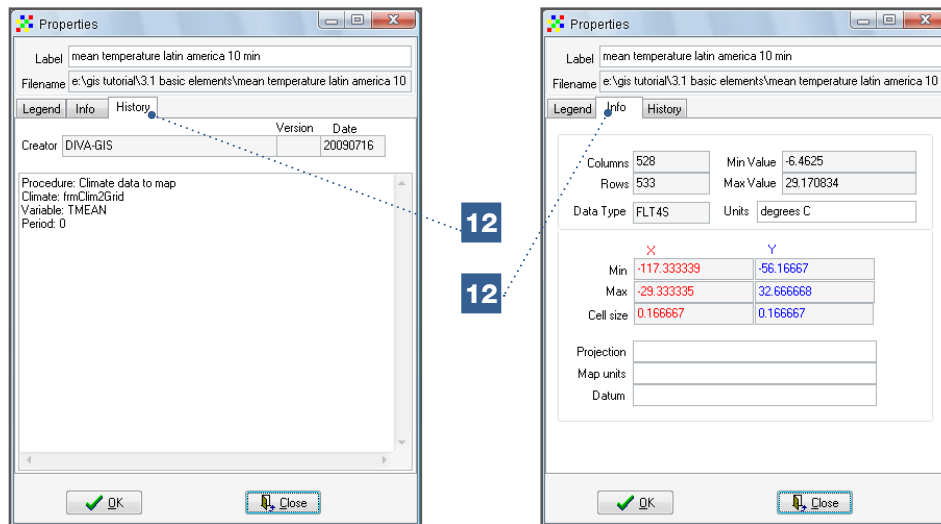 Properties
Label mean temperature latin america 10 min
Filename e:\gis tutorial\3.1 basic elements\mean temperature latin america 10
Legend Info History
Version Date
Creator DIVA-GIS 20090716
Procedure: Climate data to map
Climate: frmClim2Grid
Variable: TMEAN
Period: 0
OK Close
12
12
Properties
Label mean temperature latin america 10 min
Filename e:\gis tutorial\3.1 basic elements\mean temperature latin america 10
Legend Info History
Columns 528 Min Value -6.4625
Rows 533 Max Value 29.170834
Data Type FLT4S Units degrees C
X Y
Min -117.333339 -56.16667
Max -29.333335 32.666668
Cell size 0.166667 0.166667
Projection
Map units
Datum
OK Close